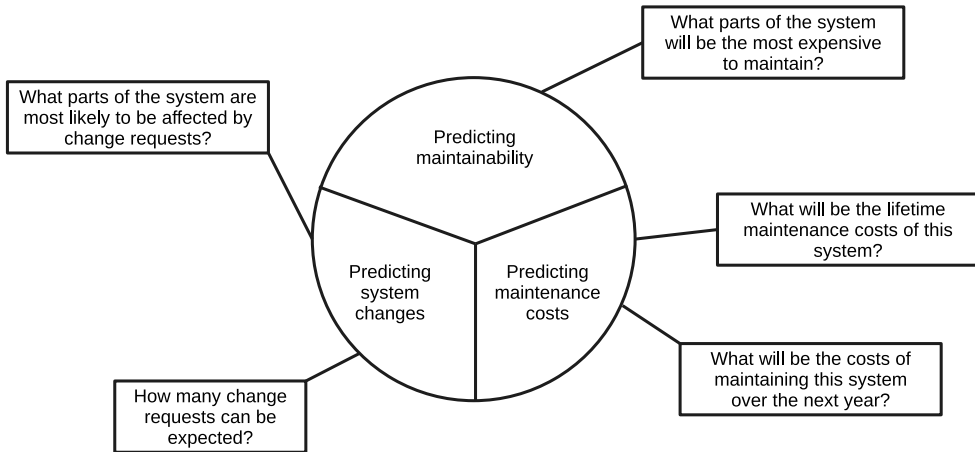 What parts of the system
will be the most expensive
to maintain?
What parts of the system are
most likely to be affected by
change requests?
Predicting
maintainability
What will be the lifetime
maintenance costs of this
system?
Predicting
system
changes
Predicting
maintenance
costs
What will be the costs of
maintaining this system
over the next year?
How many change
requests can be
expected?